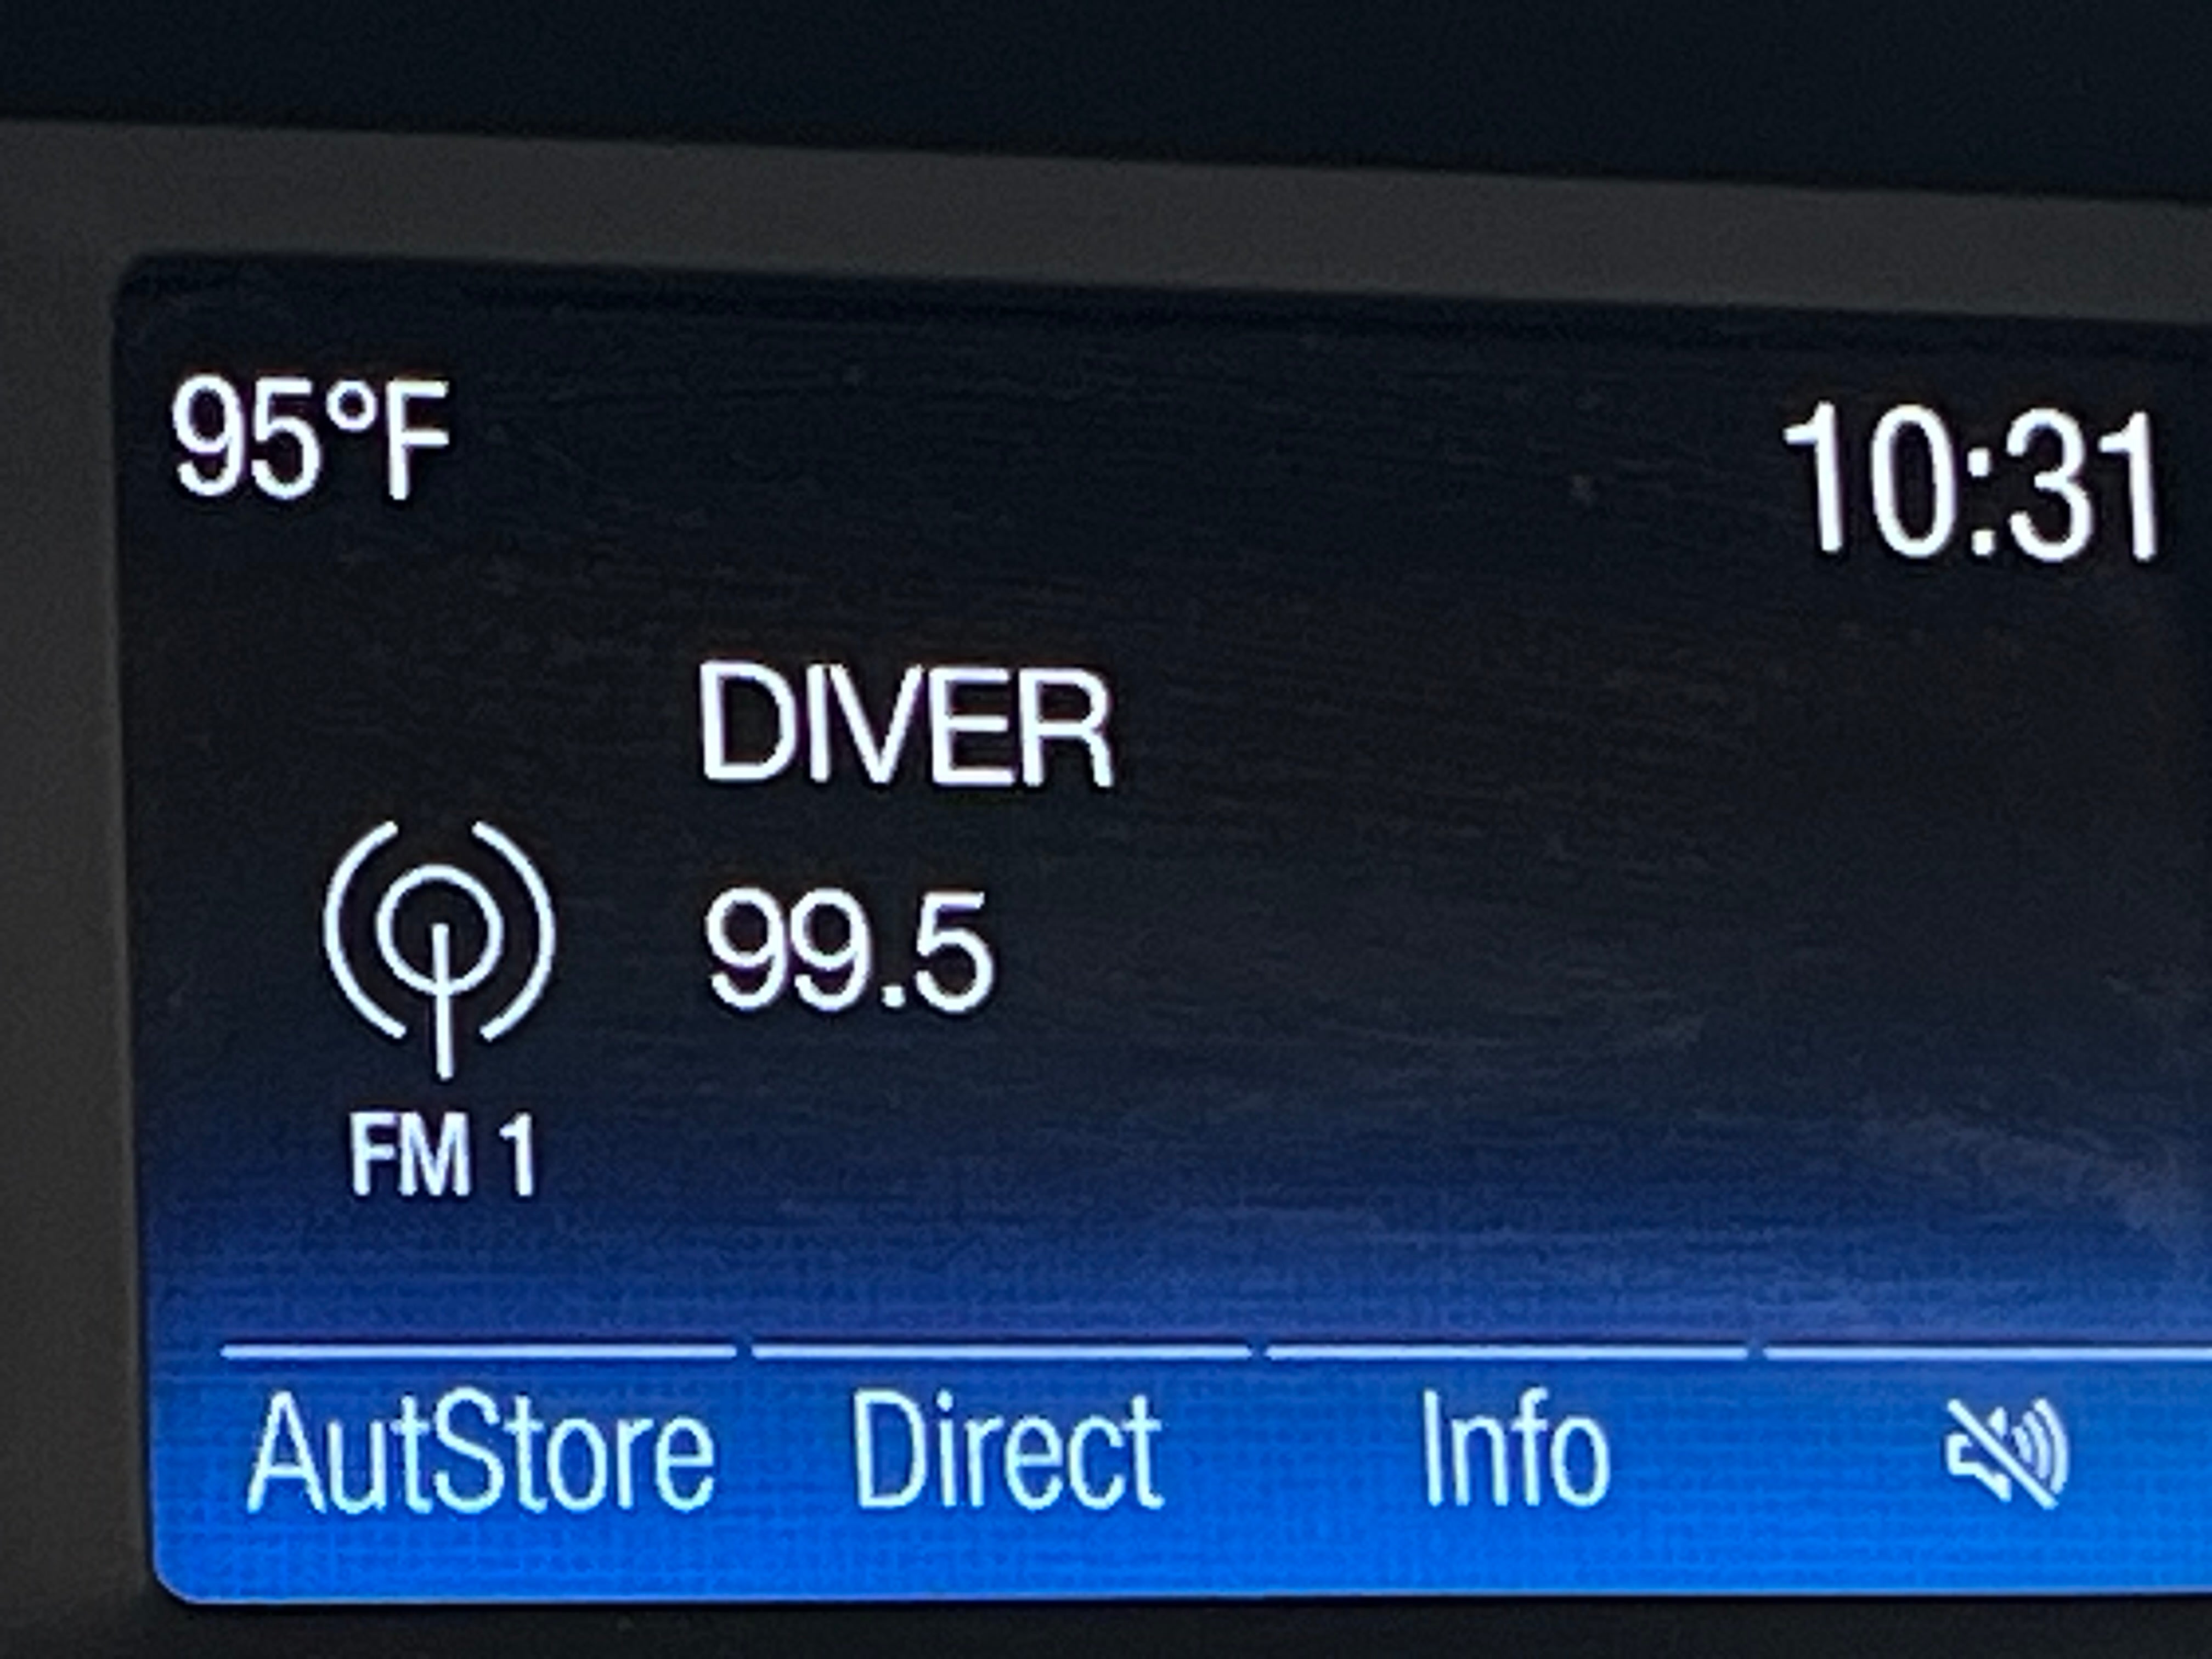 95°F 10:31
DIVER
99.5
FM 1
AutStore Direct Info